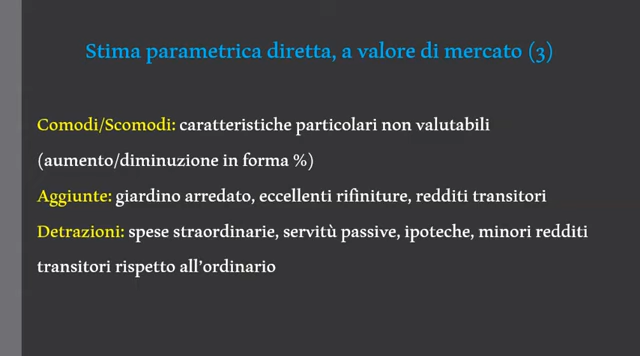 Stima parametrica diretta, a valore di mercato (3)
Comodi/Scomodi: caratteristiche particolari non valutabili
(aumento/diminuzione in forma %)
Aggiunte: giardino arredato, eccellenti rifiniture, redditi transitori
Detrazioni: spese straordinarie, servitù passive, ipoteche, minori redditi
transitori rispetto all'ordinario